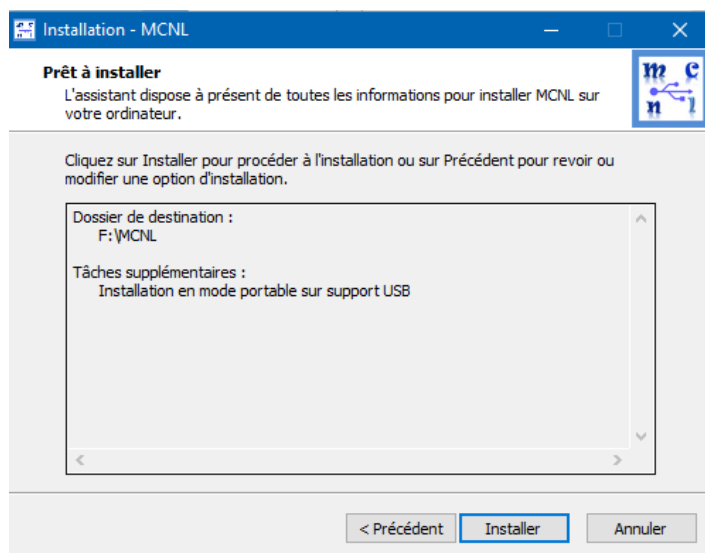 Installation - MCNL
Prêt à installer
L'assistant dispose à présent de toutes les informations pour installer MCNL sur
votre ordinateur.
m c
n l
Cliquez sur Installer pour procéder à l'installation ou sur Précédent pour revoir ou
modifier une option d'installation.
Dossier de destination :
F:\MCNL
Tâches supplémentaires :
Installation en mode portable sur support USB
< Précédent
Installer
Annuler